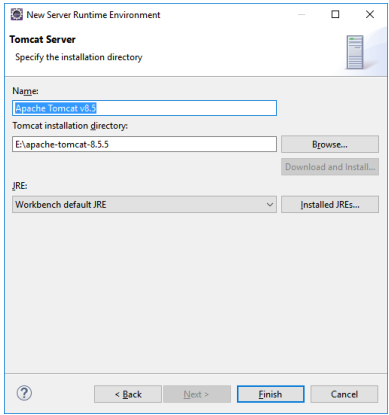 New Server Runtime Environment
Tomcat Server
Specify the installation directory
Name:
Apache Tomcat v8.5
Tomcat installation directory:
E:\apache-tomcat-8.5.5
Browse...
Download and Install...
JRE:
Workbench default JRE
Installed JREs...
? < Back Next > Finish Cancel